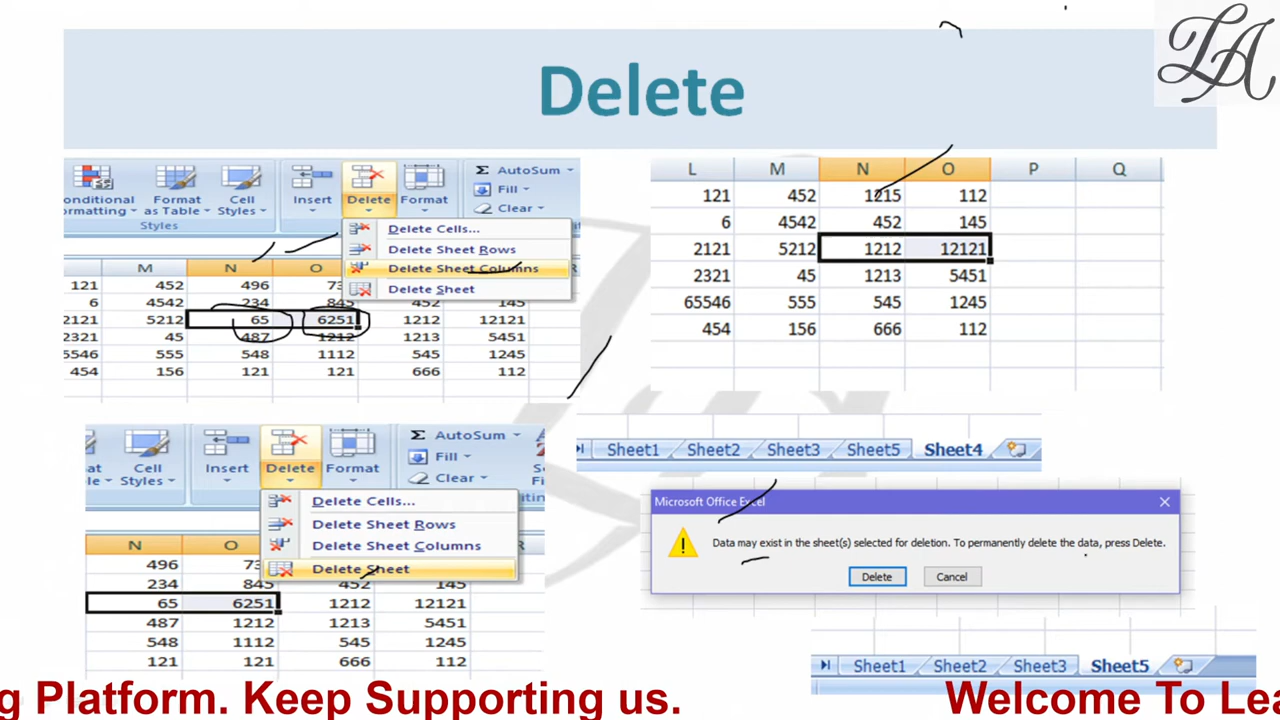 LA
Delete
AutoSum
Fill
Clear
onditional
ormatting
Format
as Table
Cell
Styles
Insert
Delete
Format
Styles
Delete Cells...
Delete Sheet Rows
Delete Sheet Columns
Delete Sheet
M N O
121 452 496 73
6 4542 234 845 452 145
2121 5212 65 6251 1212 12121
2321 45 487 1212 1213 5451
5546 555 548 1112 545 1245
454 156 121 121 666 112
L M N O P Q
121 452 1215 112
6 4542 452 145
2121 5212 1212 12121
2321 45 1213 5451
65546 555 545 1245
454 156 666 112
AutoSum
Fill
Clear
Cell
Styles
Insert
Delete
Format
Delete Cells...
Delete Sheet Rows
Delete Sheet Columns
Delete Sheet
N O
496 73
234 845 452 145
65 6251 1212 12121
487 1212 1213 5451
548 1112 545 1245
121 121 666 112
Sheet1 Sheet2 Sheet3 Sheet5 Sheet4
Microsoft Office Excel
Data may exist in the sheet(s) selected for deletion. To permanently delete the data, press Delete.
Delete Cancel
Sheet1 Sheet2 Sheet3 Sheet5
g Platform. Keep Supporting us. Welcome To Lea